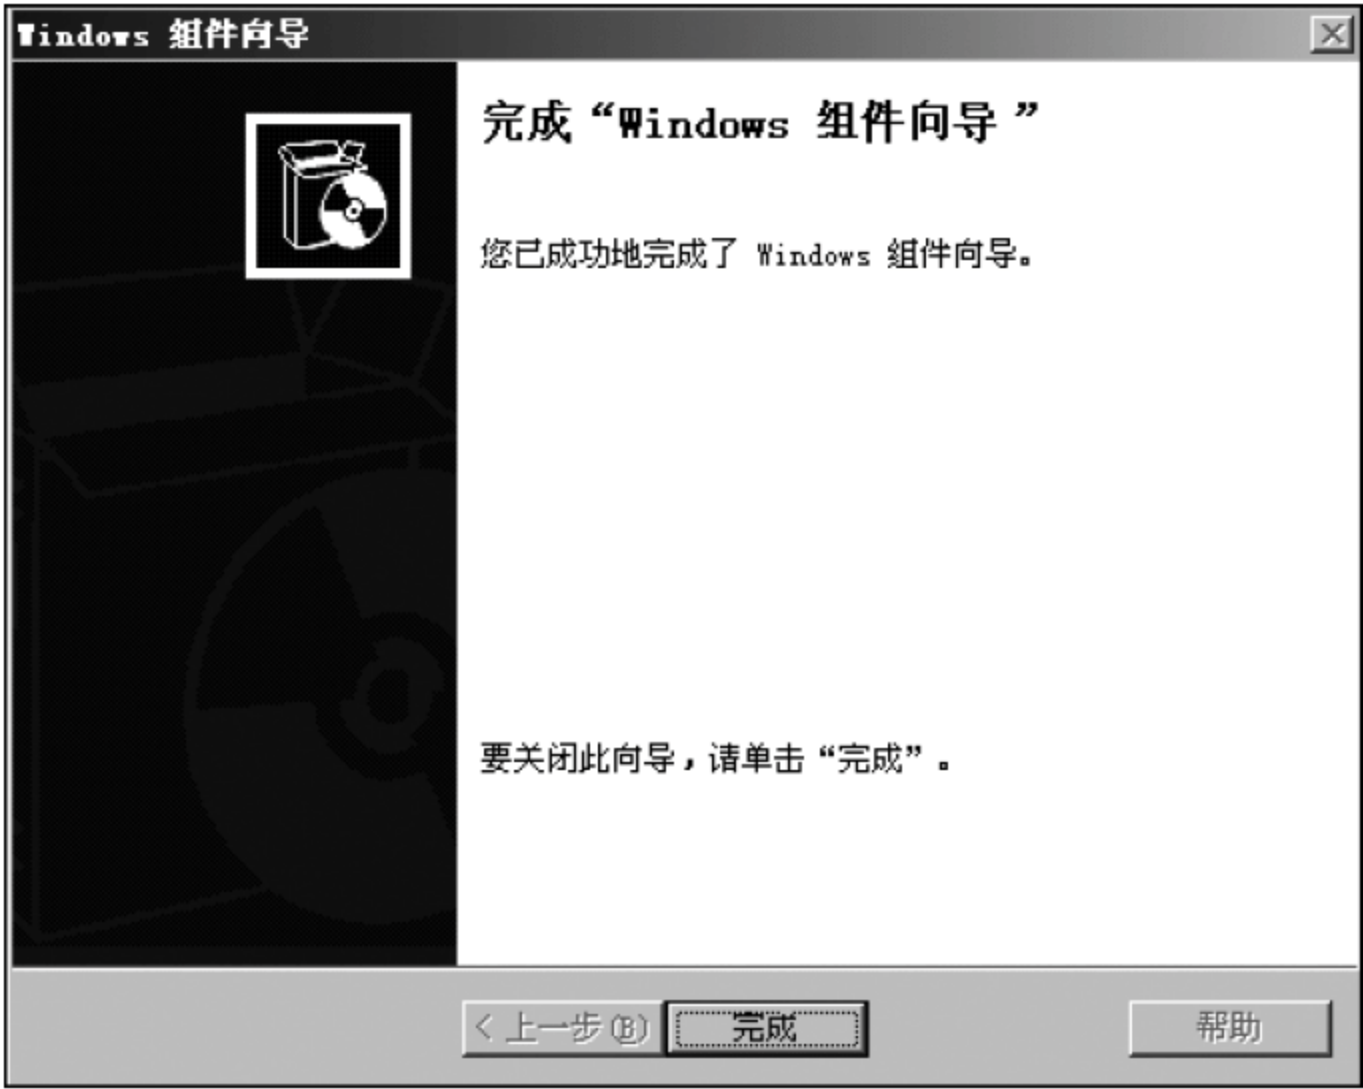 Windows 组件向导
完成“Windows 组件向导 ”
您已成功地完成了 Windows 组件向导。
要关闭此向导，请单击“完成”。
< 上一步(B)
完成
帮助